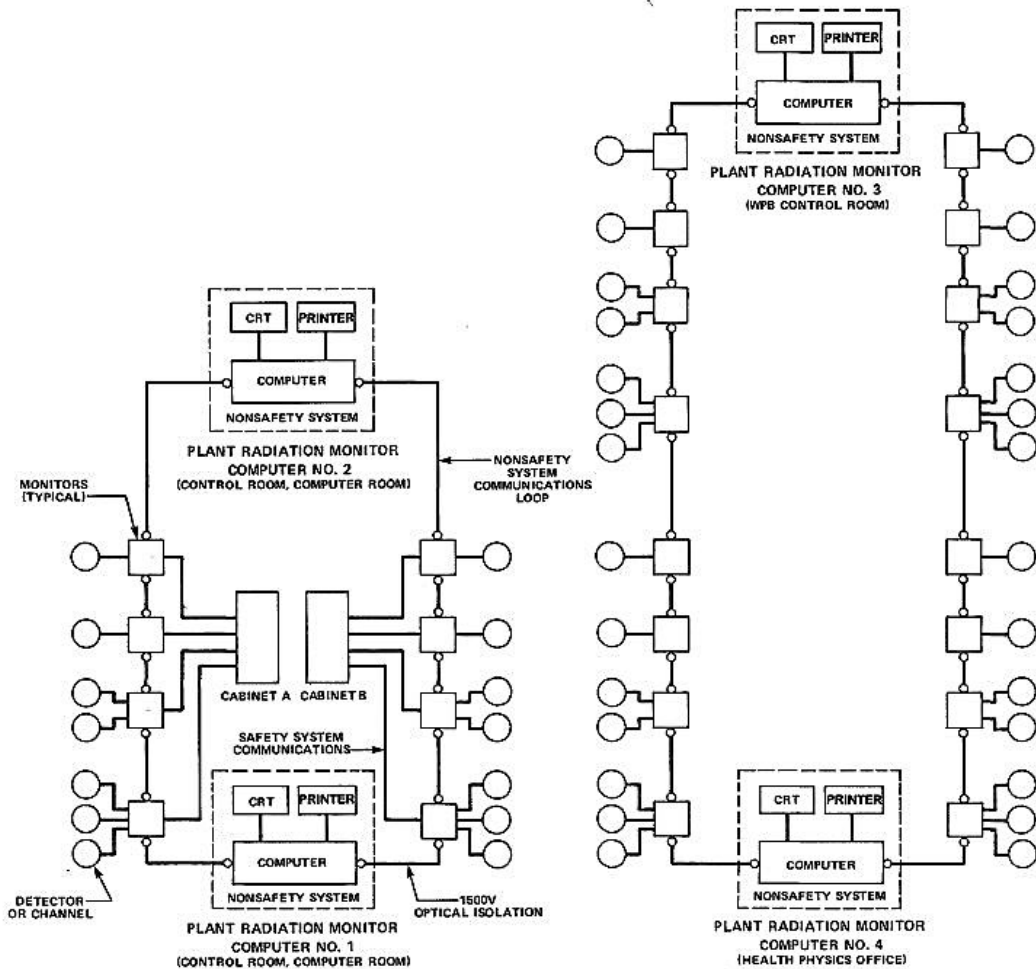 CRT
PRINTER
COMPUTER
NONSAFETY SYSTEM
PLANT RADIATION MONITOR
COMPUTER NO. 3
(WPB CONTROL ROOM)
CRT
PRINTER
COMPUTER
NONSAFETY SYSTEM
PLANT RADIATION MONITOR
COMPUTER NO. 2
(CONTROL ROOM, COMPUTER ROOM)
NONSAFETY
SYSTEM
COMMUNICATIONS
LOOP
MONITORS
(TYPICAL)
CABINET A
CABINET B
SAFETY SYSTEM
COMMUNICATIONS
CRT
PRINTER
COMPUTER
NONSAFETY SYSTEM
DETECTOR
OR CHANNEL
1500V
OPTICAL ISOLATION
PLANT RADIATION MONITOR
COMPUTER NO. 1
(CONTROL ROOM, COMPUTER ROOM)
CRT
PRINTER
COMPUTER
NONSAFETY SYSTEM
PLANT RADIATION MONITOR
COMPUTER NO. 4
(HEALTH PHYSICS OFFICE)